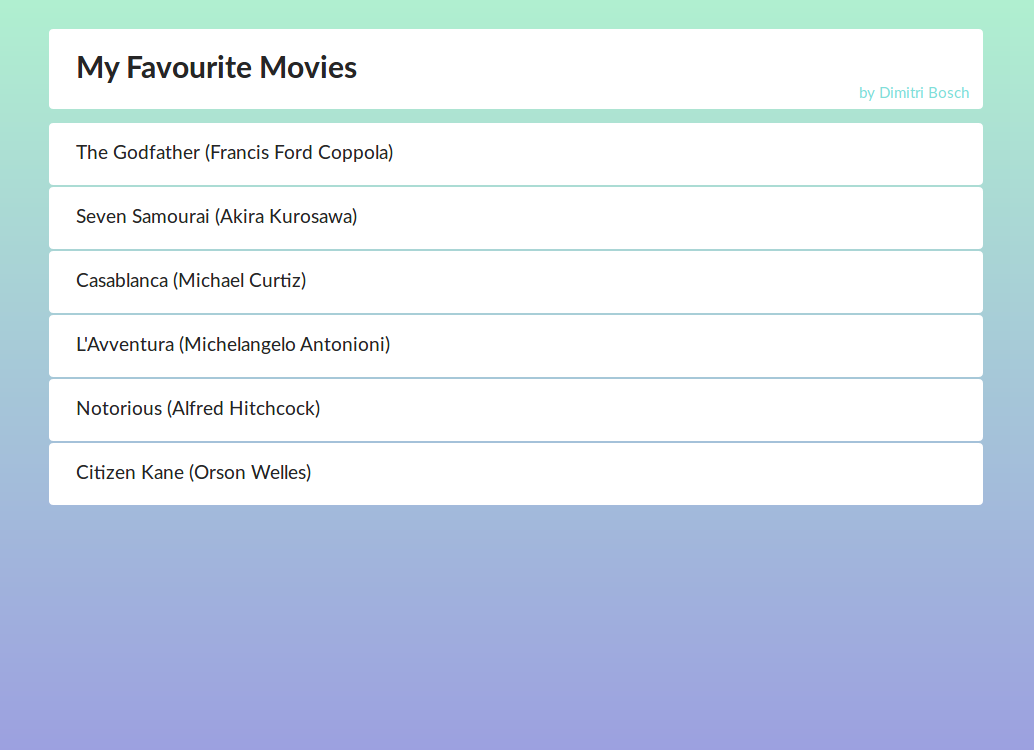 My Favourite Movies
by Dimitri Bosch
The Godfather (Francis Ford Coppola)
Seven Samourai (Akira Kurosawa)
Casablanca (Michael Curtiz)
L'Avventura (Michelangelo Antonioni)
Notorious (Alfred Hitchcock)
Citizen Kane (Orson Welles)